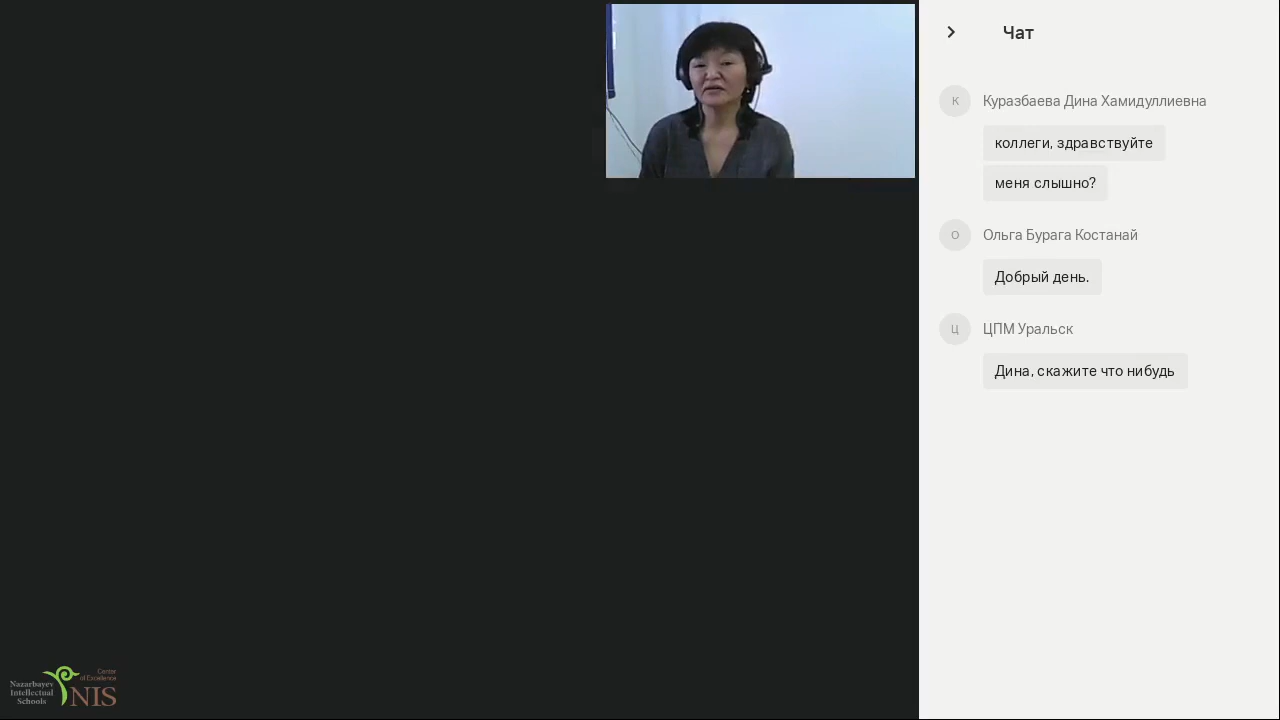 Чат
К
Куразбаева Дина Хамидуллиевна
коллеги, здравствуйте
меня слышно?
О
Ольга Бурага Костанай
Добрый день.
Ц
ЦПМ Уральск
Дина, скажите что нибудь
Nazarbayev
Intellectual
Schools
Center
of Excellence
NIS